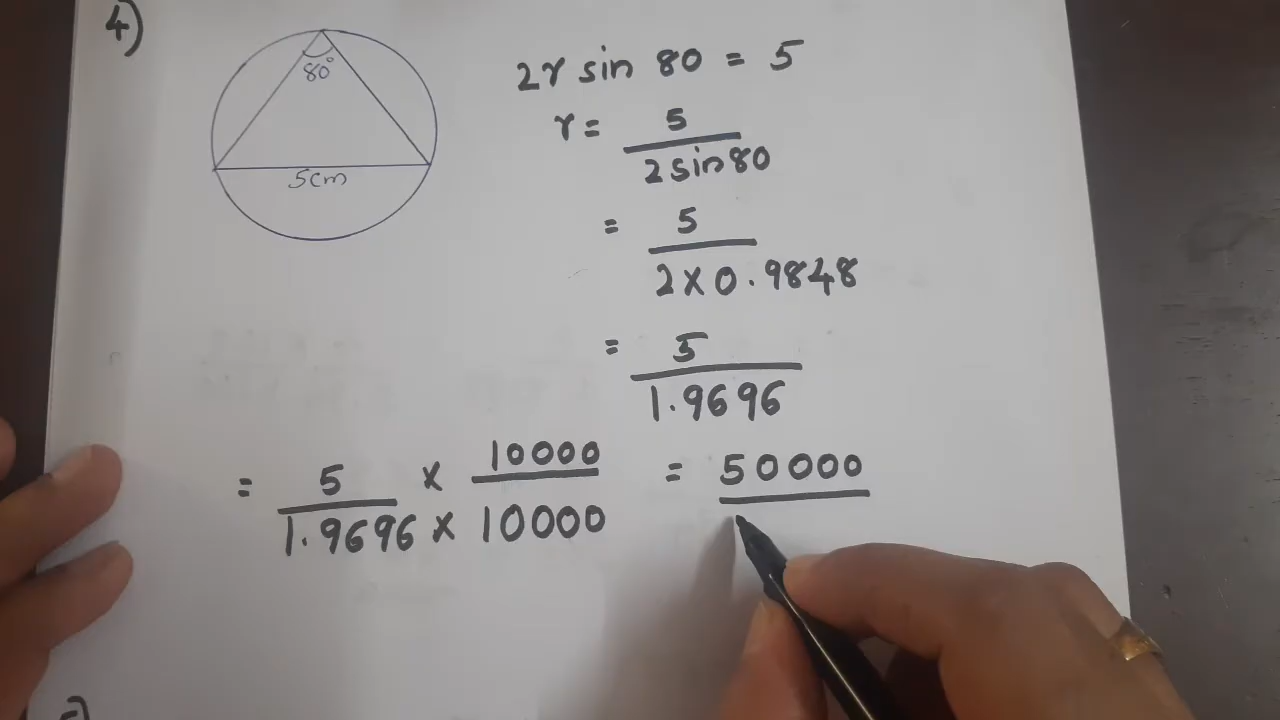 4)
80°
5cm
2r sin 80 = 5
r = 5 / 2 sin 80
= 5 / 2 × 0.9848
= 5 / 1.9696
= 5 / 1.9696 × 10000 / × 10000 = 50000 /